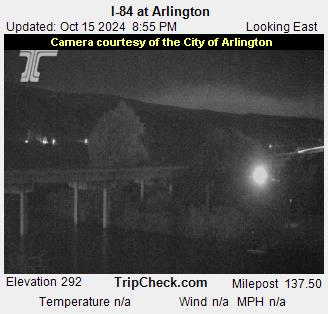 I-84 at Arlington
Updated: Oct 15 2024 8:55 PM Looking East
Camera courtesy of the City of Arlington
Elevation 292 TripCheck.com Milepost 137.50
Temperature n/a Wind n/a MPH n/a